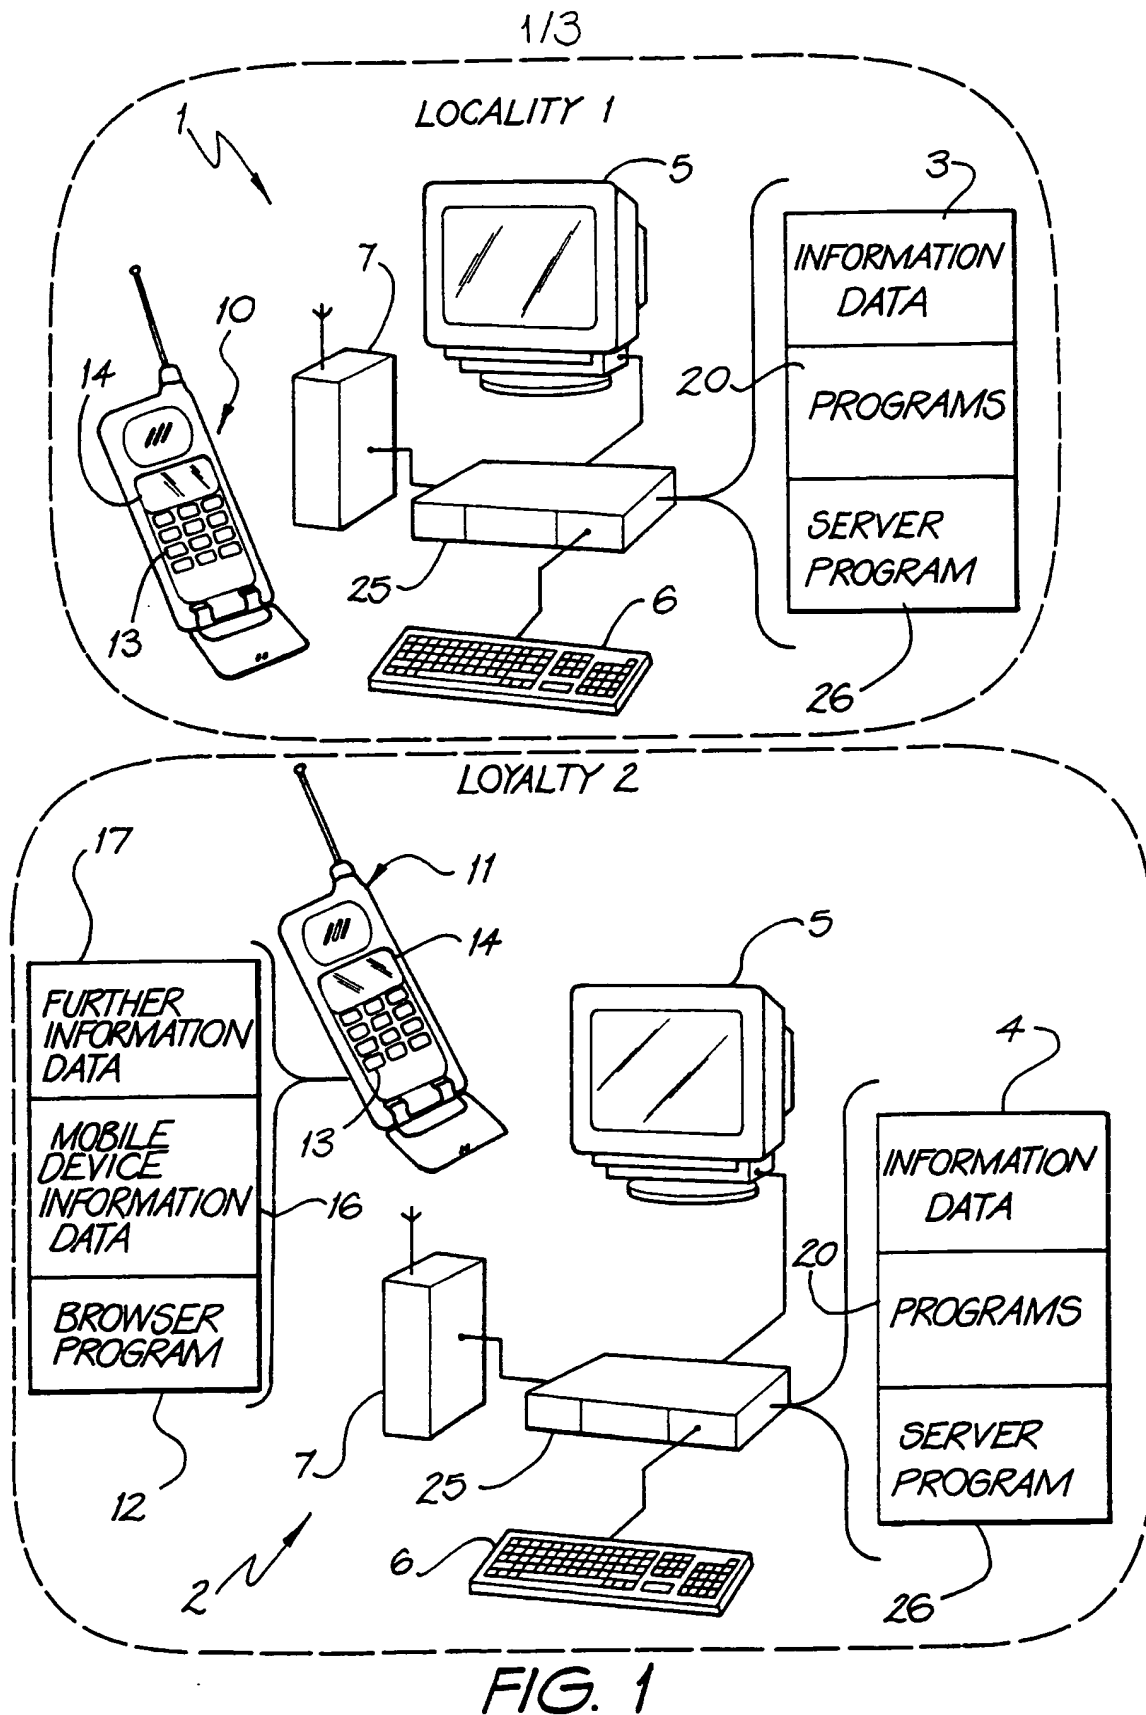 1/3
LOCALITY 1
1
5
3
7
10
14
INFORMATION
DATA
20
PROGRAMS
SERVER
PROGRAM
25
13
6
26
LOYALTY 2
17
11
14
5
FURTHER
INFORMATION
DATA
4
MOBILE
DEVICE
INFORMATION
DATA
13
16
INFORMATION
DATA
20
PROGRAMS
BROWSER
PROGRAM
SERVER
PROGRAM
7
25
12
6
2
26
FIG. 1